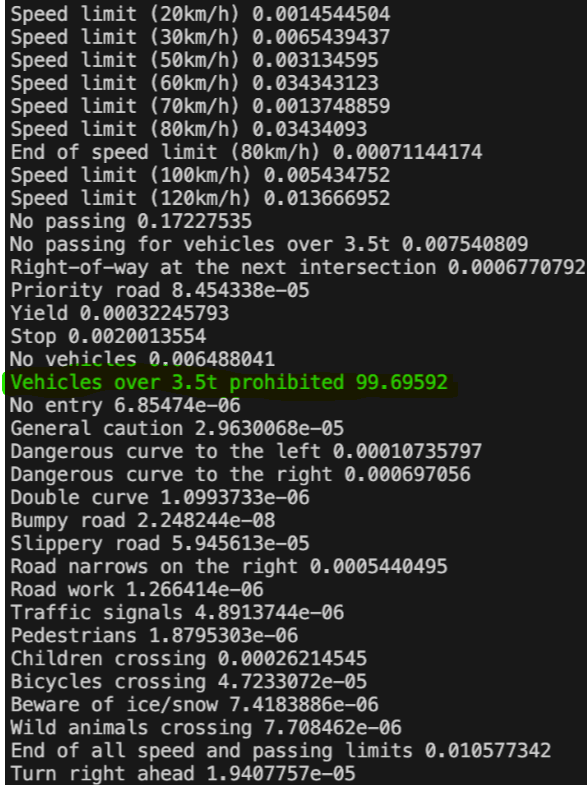 Speed limit (20km/h) 0.0014544504
Speed limit (30km/h) 0.0065439437
Speed limit (50km/h) 0.003134595
Speed limit (60km/h) 0.034343123
Speed limit (70km/h) 0.0013748859
Speed limit (80km/h) 0.03434093
End of speed limit (80km/h) 0.00071144174
Speed limit (100km/h) 0.005434752
Speed limit (120km/h) 0.013666952
No passing 0.17227535
No passing for vehicles over 3.5t 0.007540809
Right-of-way at the next intersection 0.0006770792
Priority road 8.454338e-05
Yield 0.00032245793
Stop 0.0020013554
No vehicles 0.006488041
Vehicles over 3.5t prohibited 99.69592
No entry 6.85474e-06
General caution 2.9630068e-05
Dangerous curve to the left 0.00010735797
Dangerous curve to the right 0.000697056
Double curve 1.0993733e-06
Bumpy road 2.248244e-08
Slippery road 5.945613e-05
Road narrows on the right 0.0005440495
Road work 1.266414e-06
Traffic signals 4.8913744e-06
Pedestrians 1.8795303e-06
Children crossing 0.00026214545
Bicycles crossing 4.7233072e-05
Beware of ice/snow 7.4183886e-06
Wild animals crossing 7.708462e-06
End of all speed and passing limits 0.010577342
Turn right ahead 1.9407757e-05